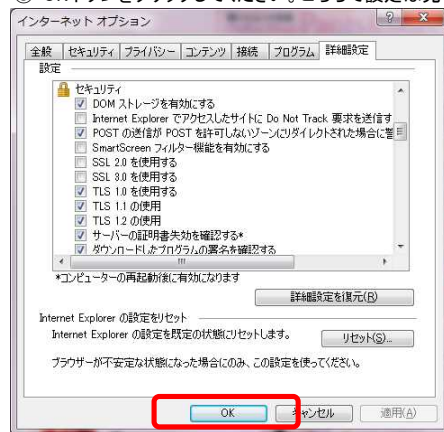 インターネット オプション
全般 セキュリティ プライバシー コンテンツ 接続 プログラム 詳細設定
設定
セキュリティ
DOM ストレージを有効にする
Internet Explorer でアクセスしたサイトに Do Not Track 要求を送信す
POST の送信が POST を許可しないゾーンにリダイレクトされた場合に警
SmartScreen フィルター機能を有効にする
SSL 2.0 を使用する
SSL 3.0 を使用する
TLS 1.0 を使用する
TLS 1.1 の使用
TLS 1.2 の使用
サーバーの証明書失効を確認する*
ダウンロードしたプログラムの署名を確認する
*コンピューターの再起動後に有効になります
詳細設定を復元(R)
Internet Explorer の設定をリセット
Internet Explorer の設定を既定の状態にリセットします。
リセット(S)...
ブラウザーが不安定な状態になった場合にのみ、この設定を使ってください。
OK キャンセル 適用(A)